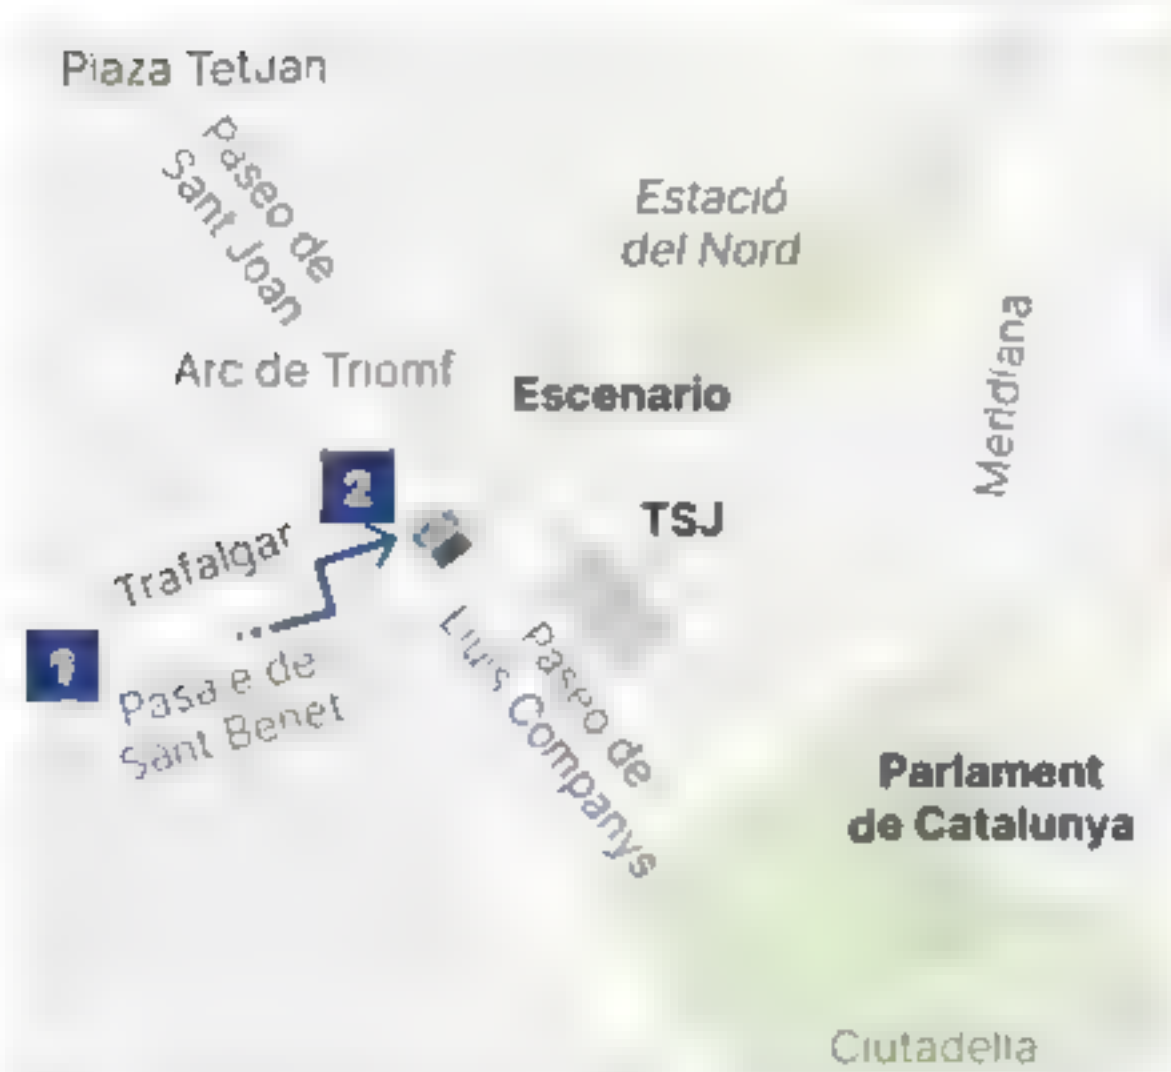 Plaza Tetuan
Paseo de
Sant Joan
Estació
del Nord
Meridiana
Arc de Triomf
Escenario
2
TSJ
Trafalgar
1
Pasaje de
Sant Benet
Paseo de
Lluís Companys
Parlament
de Catalunya
Ciutadella